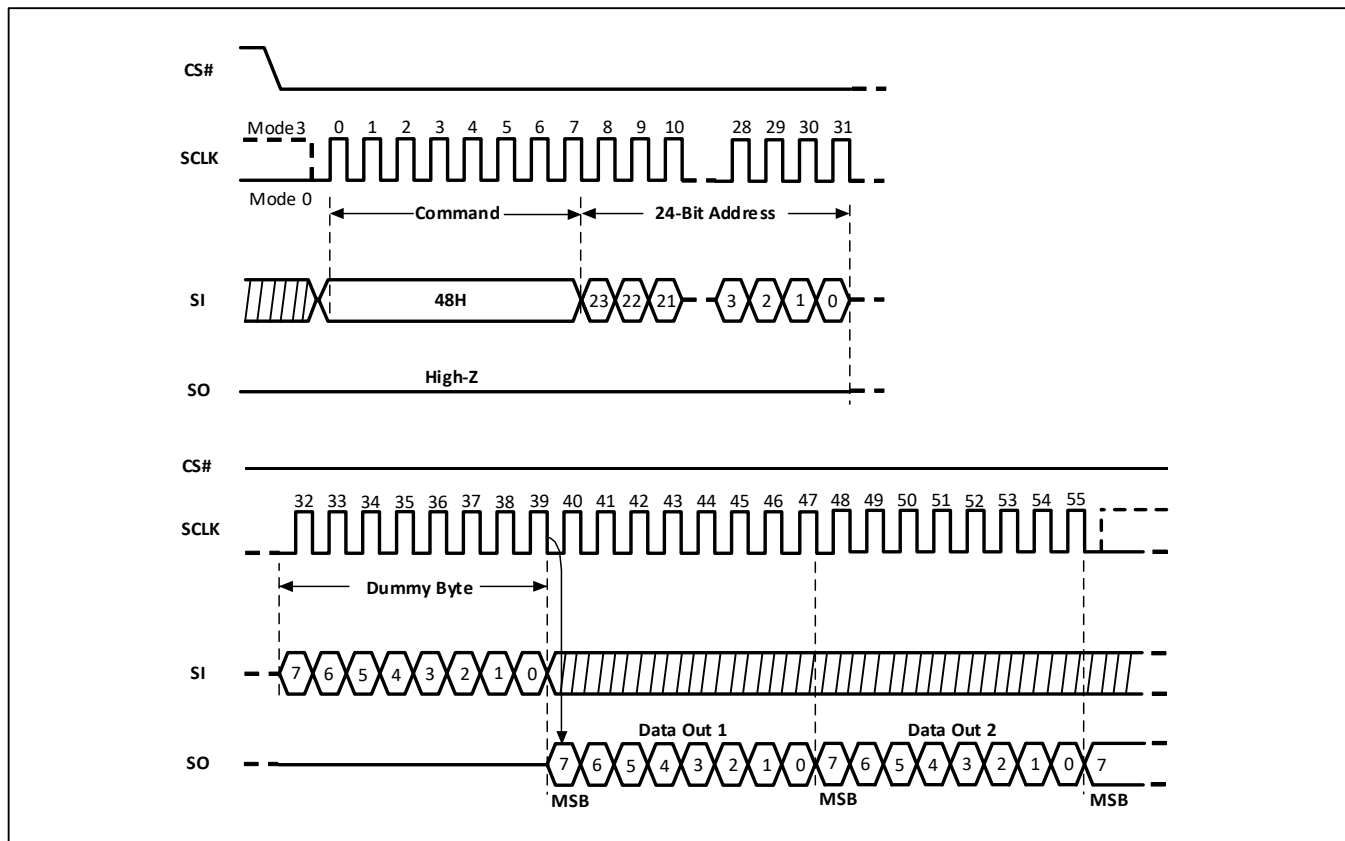 CS#
Mode3 0 1 2 3 4 5 6 7 8 9 10 28 29 30 31
SCLK
Mode 0
Command 24-Bit Address
SI 48H 23 22 21 3 2 1 0
High-Z
SO
CS#
32 33 34 35 36 37 38 39 40 41 42 43 44 45 46 47 48 49 50 51 52 53 54 55
SCLK
Dummy Byte
SI 7 6 5 4 3 2 1 0
Data Out 1 Data Out 2
SO 7 6 5 4 3 2 1 0 7 6 5 4 3 2 1 0 7
MSB MSB MSB